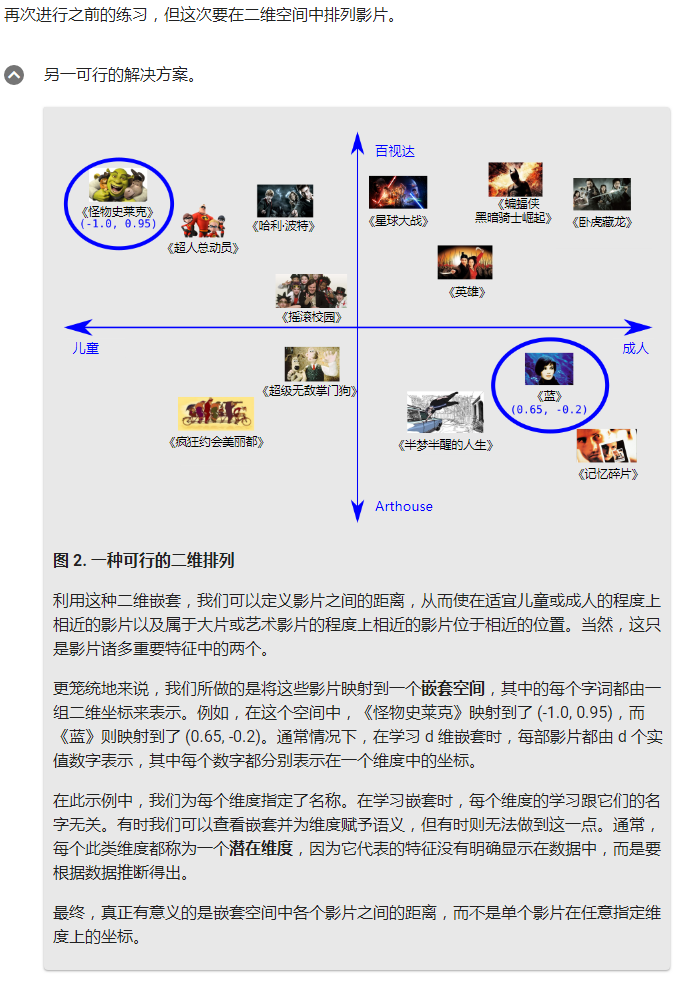 再次进行之前的练习，但这次要在二维空间中排列影片。
另一可行的解决方案。
百视达
《怪物史莱克》
(-1.0, 0.95)
《超人总动员》
《哈利·波特》
《星球大战》
《蝙蝠侠
黑暗骑士崛起》
《卧虎藏龙》
《英雄》
《摇滚校园》
儿童
成人
《超级无敌掌门狗》
《蓝》
(0.65, -0.2)
《疯狂约会美丽都》
《半梦半醒的人生》
《记忆碎片》
Arthouse
图 2. 一种可行的二维排列
利用这种二维嵌套，我们可以定义影片之间的距离，从而使在适宜儿童或成人的程度上
相近的影片以及属于大片或艺术影片的程度上相近的影片位于相近的位置。当然，这只
是影片诸多重要特征中的两个。
更笼统地来说，我们所做的是将这些影片映射到一个嵌套空间，其中的每个字词都由一
组二维坐标来表示。例如，在这个空间中，《怪物史莱克》映射到了 (-1.0, 0.95)，而
《蓝》则映射到了 (0.65, -0.2)。通常情况下，在学习 d 维嵌套时，每部影片都由 d 个实
值数字表示，其中每个数字都分别表示在一个维度中的坐标。
在此示例中，我们为每个维度指定了名称。在学习嵌套时，每个维度的学习跟它们的名
字无关。有时我们可以查看嵌套并为维度赋予语义，但有时则无法做到这一点。通常，
每个此类维度都称为一个潜在维度，因为它代表的特征没有明确显示在数据中，而是要
根据数据推断得出。
最终，真正有意义的是嵌套空间中各个影片之间的距离，而不是单个影片在任意指定维
度上的坐标。